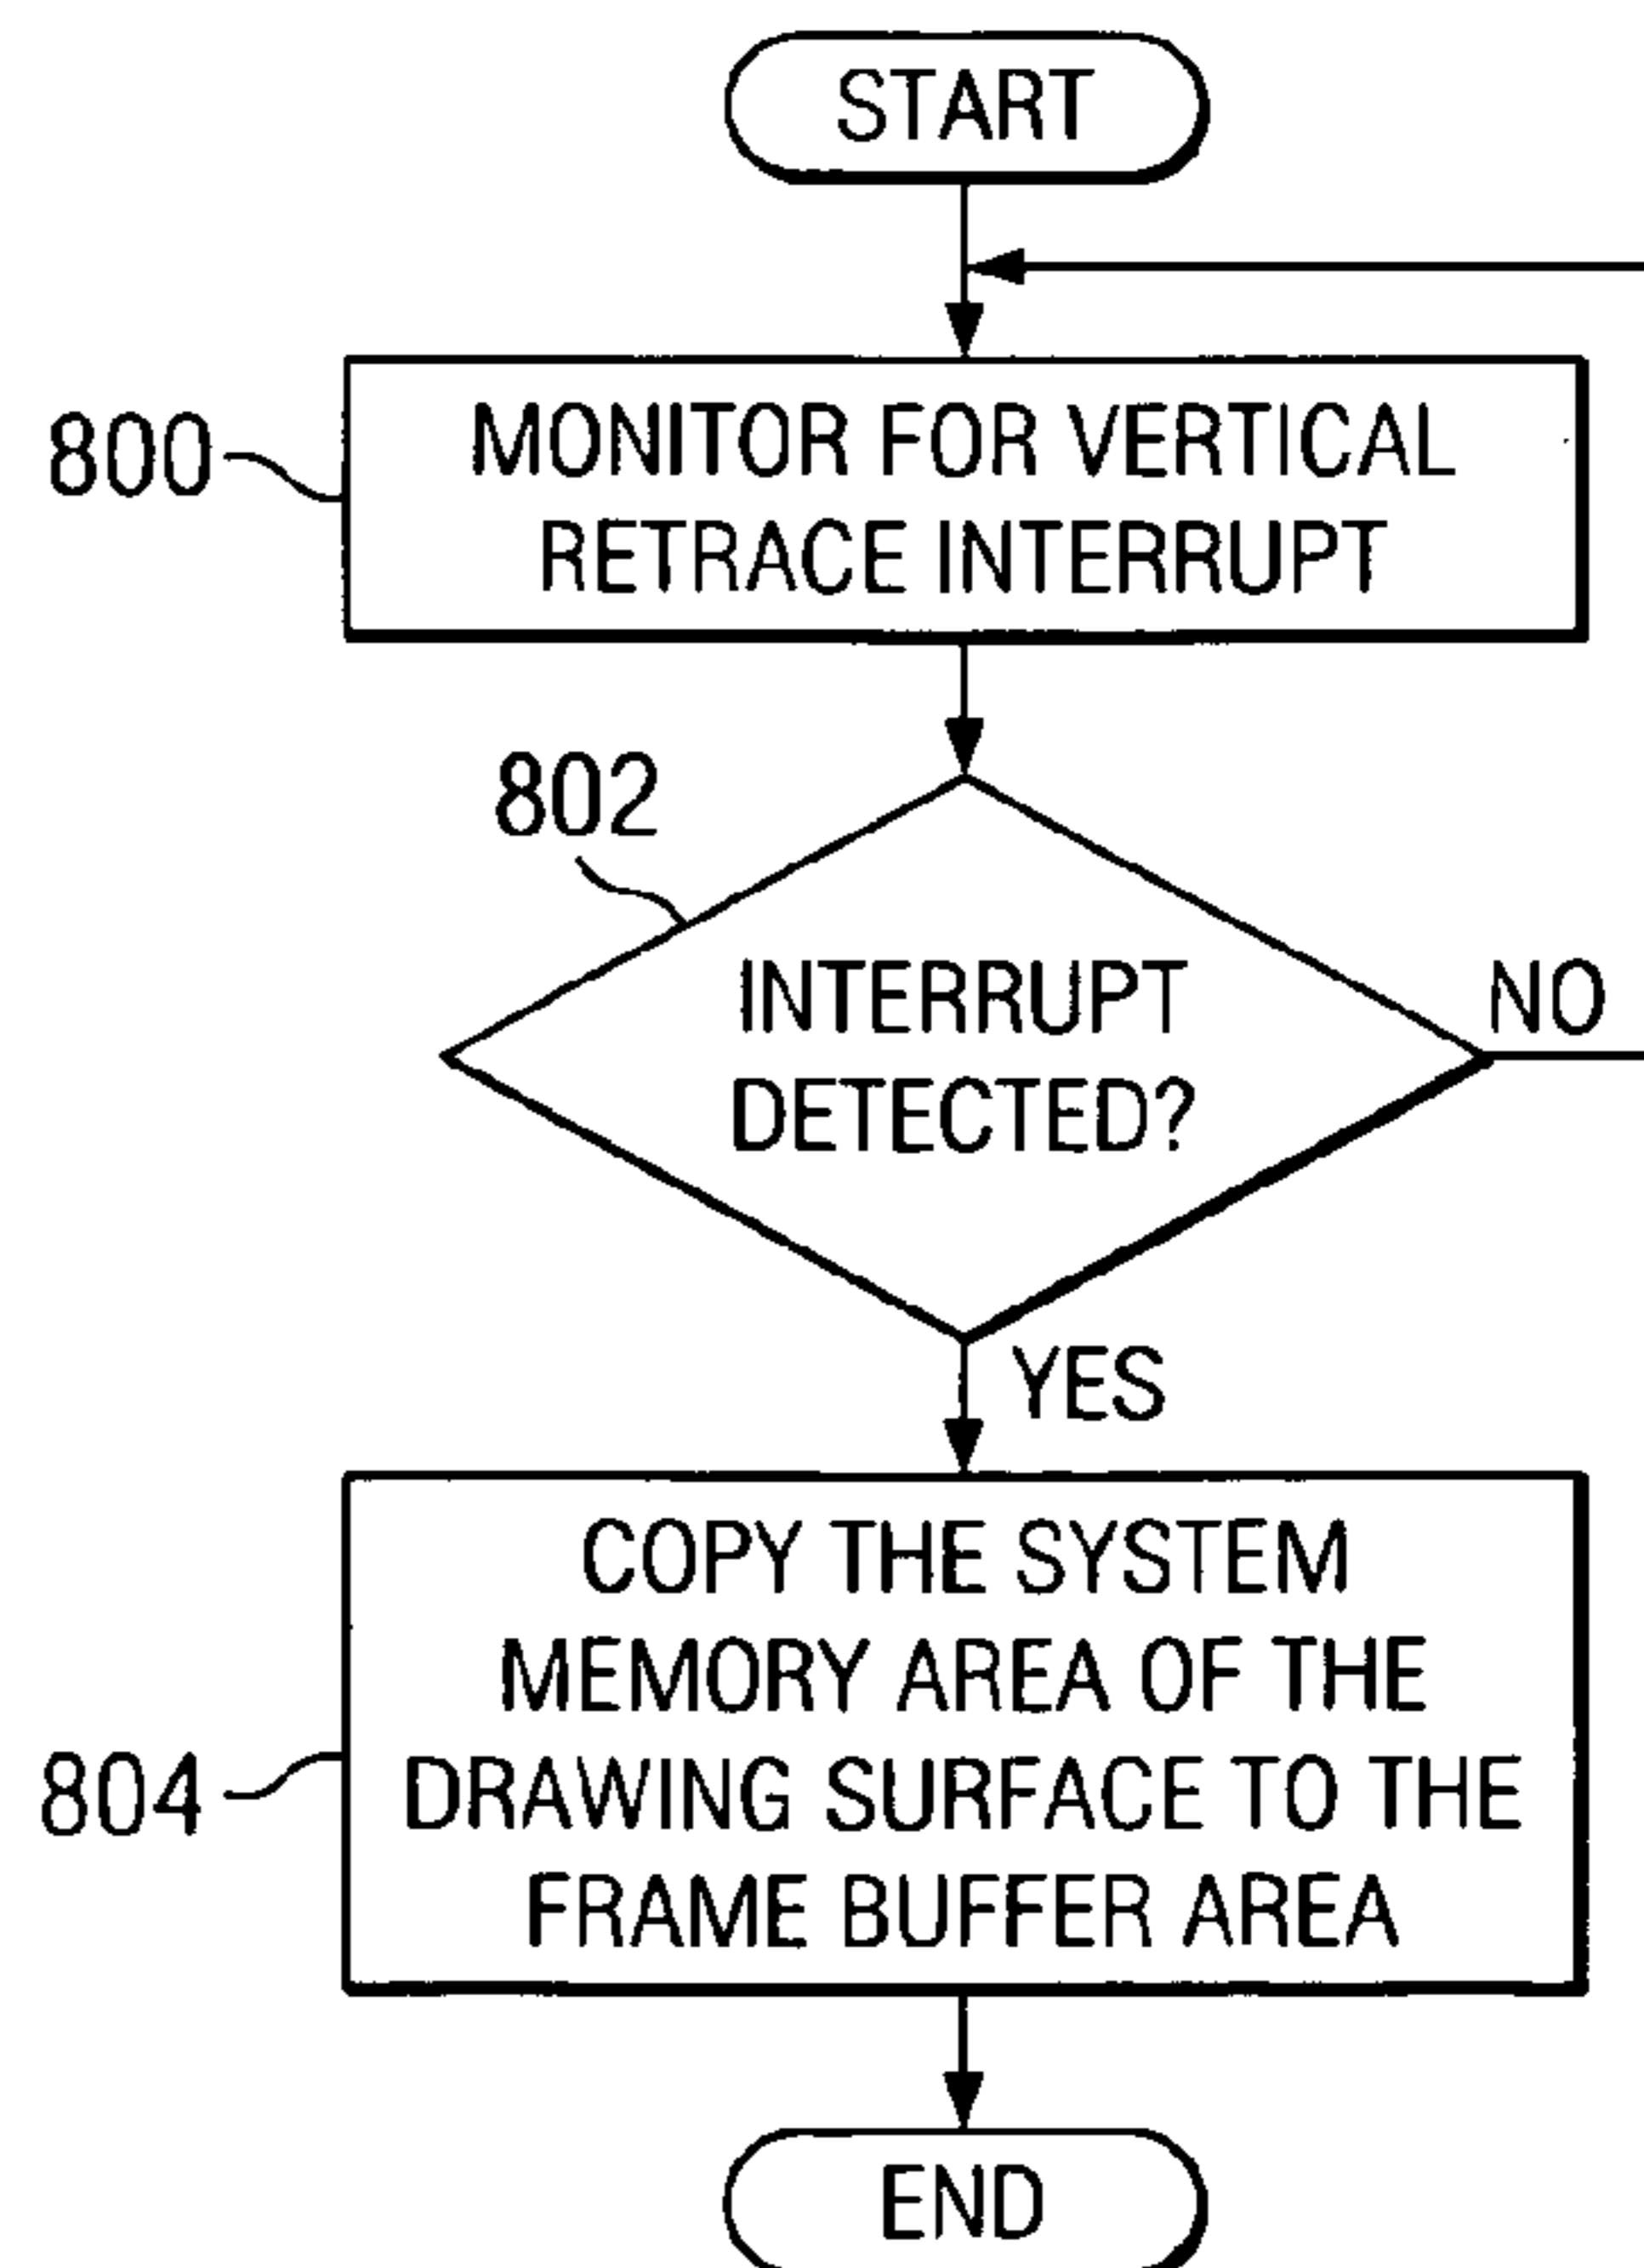 START
800
MONITOR FOR VERTICAL
RETRACE INTERRUPT
802
INTERRUPT
DETECTED?
NO
YES
804
COPY THE SYSTEM
MEMORY AREA OF THE
DRAWING SURFACE TO THE
FRAME BUFFER AREA
END